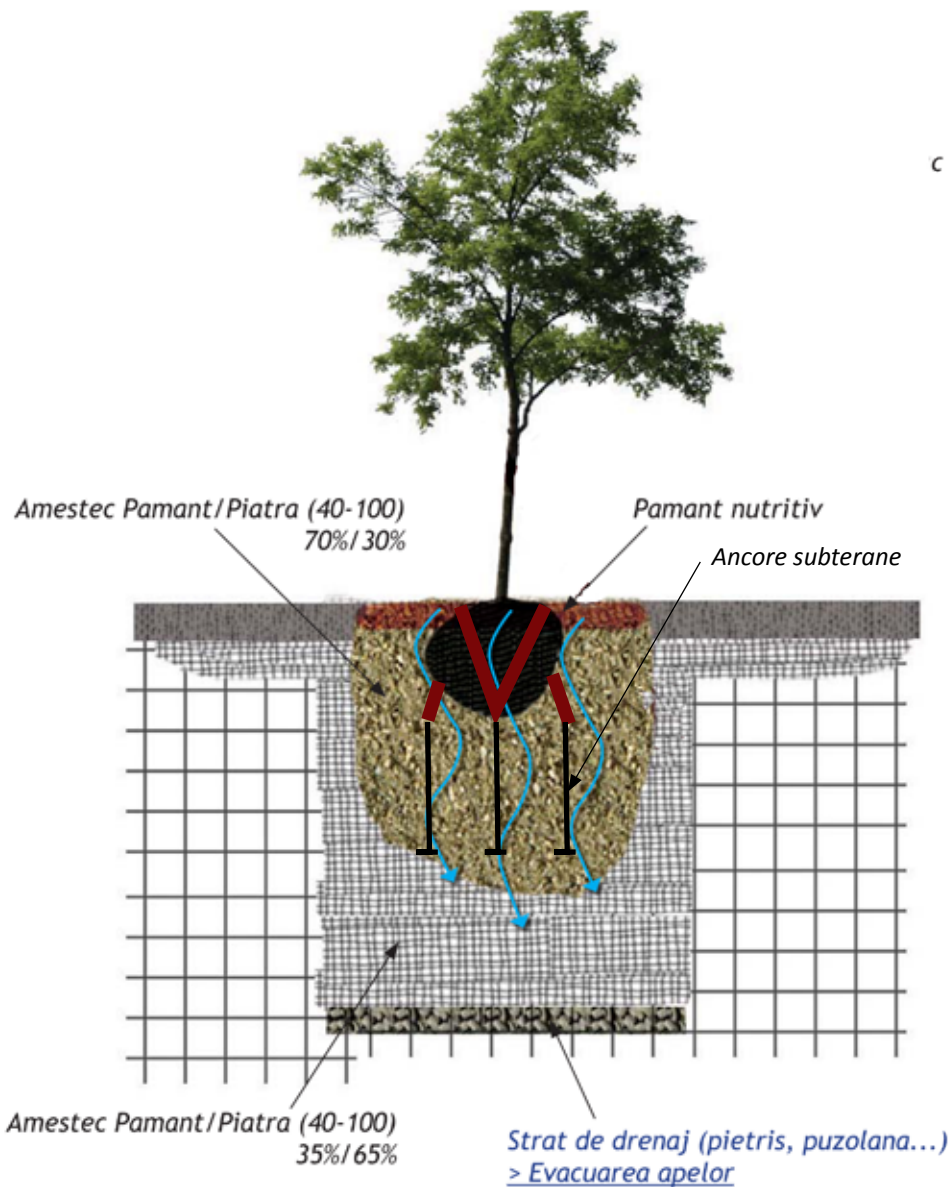 c
Amestec Pamant/Piatra (40-100)
70%/30%
Pamant nutritiv
Ancore subterane
Amestec Pamant/Piatra (40-100)
35%/65%
Strat de drenaj (pietris, puzolana...)
> Evacuarea apelor